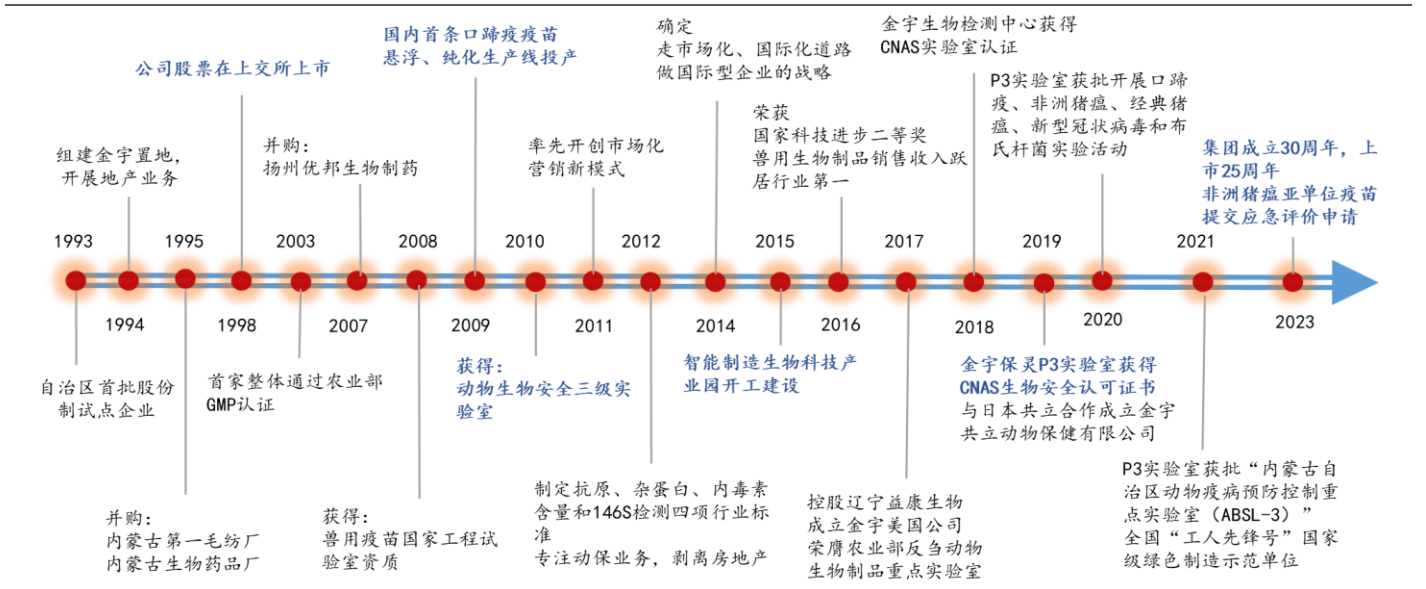 公司股票在上交所上市
国内首条口蹄疫疫苗
悬浮、纯化生产线投产
确定
走市场化、国际化道路
做国际型企业的战略
金宇生物检测中心获得
CNAS实验室认证
组建金宇置地，
开展地产业务
并购：
扬州优邦生物制药
率先开创市场化
营销新模式
荣获
国家科技进步二等奖
兽用生物制品销售收入跃
居行业第一
P3实验室获批开展口蹄
疫、非洲猪瘟、经典猪
瘟、新型冠状病毒和布
氏杆菌实验活动
集团成立30周年，上
市25周年
非洲猪瘟亚单位疫苗
提交应急评价申请
1993
1995
2003
2008
2010
2012
2015
2017
2019
2021
1994
1998
2007
2009
2011
2014
2016
2018
2020
2023
自治区首批股份
制试点企业
首家整体通过农业部
GMP认证
获得：
动物生物安全三级实
验室
智能制造生物科技产
业园开工建设
金宇保灵P3实验室获得
CNAS生物安全认可证书
与日本共立合作成立金宇
共立动物保健有限公司
并购：
内蒙古第一毛纺厂
内蒙古生物药品厂
获得：
兽用疫苗国家工程试
验室资质
制定抗原、杂蛋白、内毒素
含量和146S检测四项行业标
准
专注动保业务，剥离房地产
控股辽宁益康生物
成立金宇美国公司
荣膺农业部反刍动物
生物制品重点实验室
P3实验室获批“内蒙古自
治区动物疫病预防控制重
点实验室（ABSL-3）”
全国“工人先锋号”国家
级绿色制造示范单位